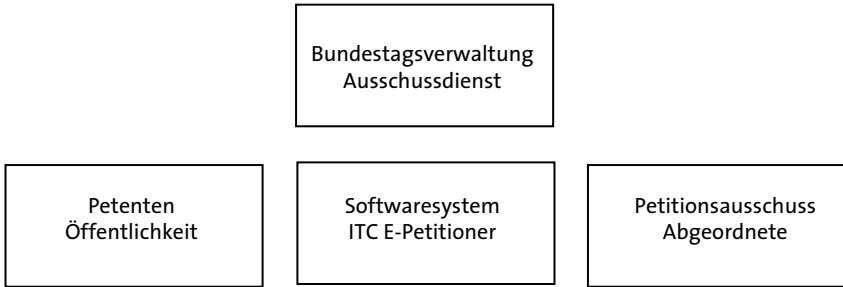 Bundestagsverwaltung
Ausschussdienst
Petenten
Öffentlichkeit
Softwaresystem
ITC E-Petitioner
Petitionsausschuss
Abgeordnete